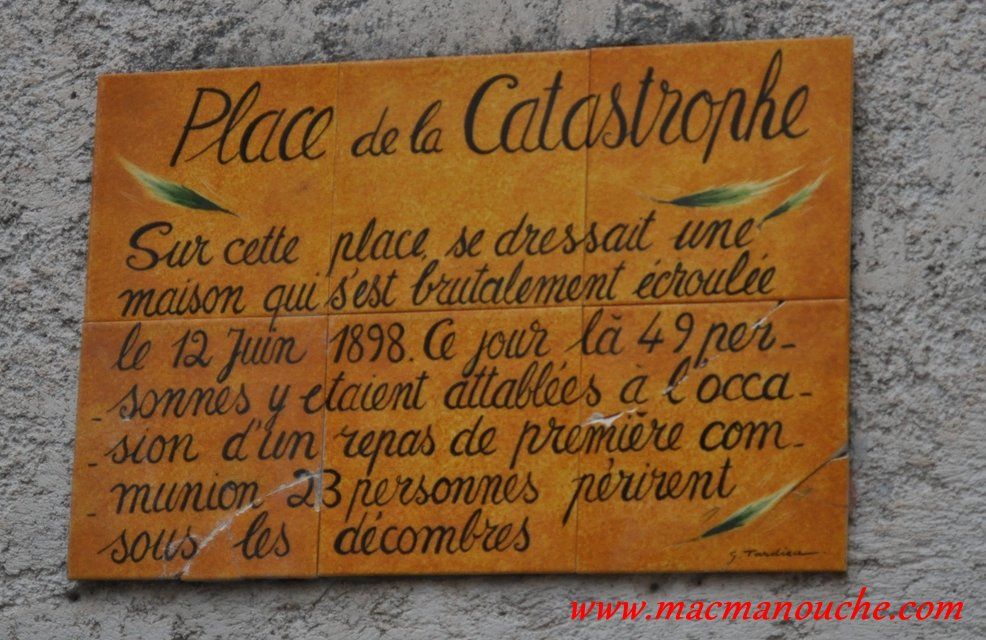 Place de la Catastrophe
Sur cette place, se dressait une
maison qui s'est brutalement écroulée
le 12 Juin 1898. Ce jour là 49 per-
- sonnes y etaient attablées à l'occa-
- sion d'un repas de première com-
- munion 23 personnes périrent
sous les décombres
G. Tardieu
www.macmanouche.com